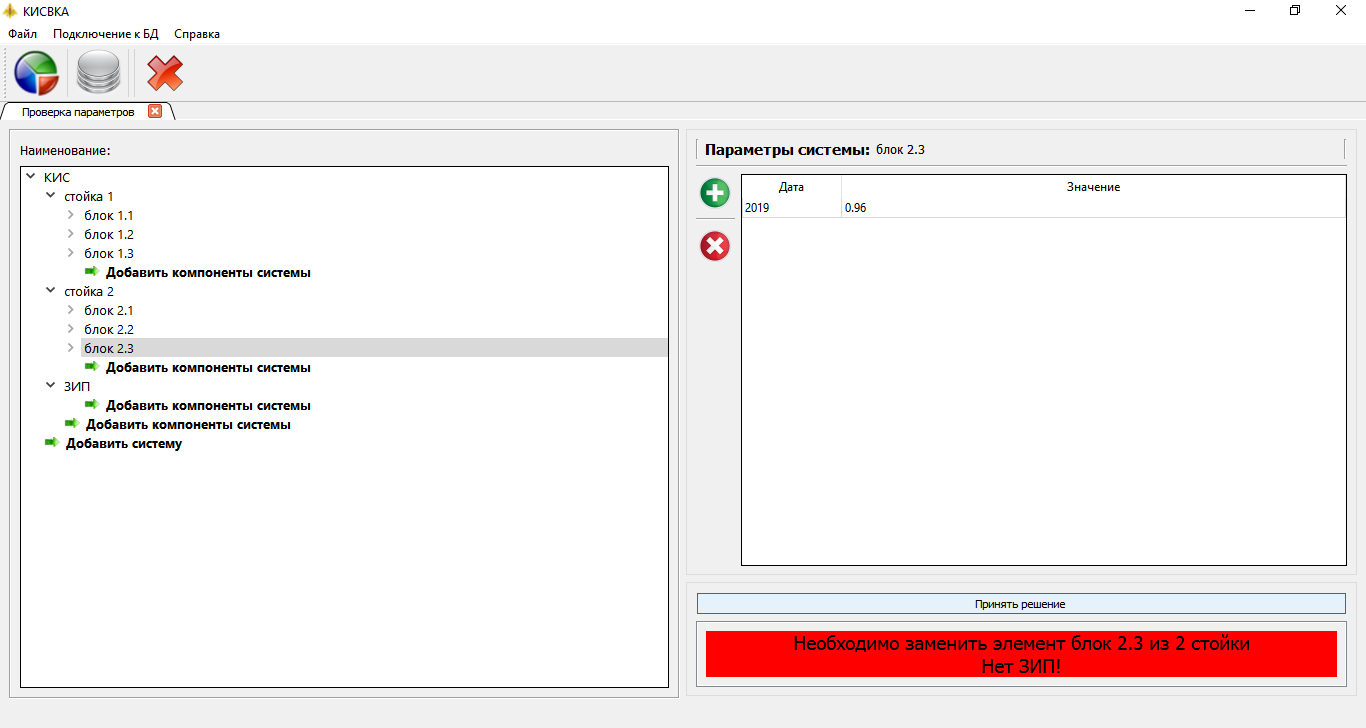 КИСВКА
Файл Подключение к БД Справка
Проверка параметров
Наименование:
КИС
стойка 1
блок 1.1
блок 1.2
блок 1.3
Добавить компоненты системы
стойка 2
блок 2.1
блок 2.2
блок 2.3
Добавить компоненты системы
ЗИП
Добавить компоненты системы
Добавить компоненты системы
Добавить систему
Параметры системы: блок 2.3
Дата Значение
2019 0.96
Принять решение
Необходимо заменить элемент блок 2.3 из 2 стойки
Нет ЗИП!